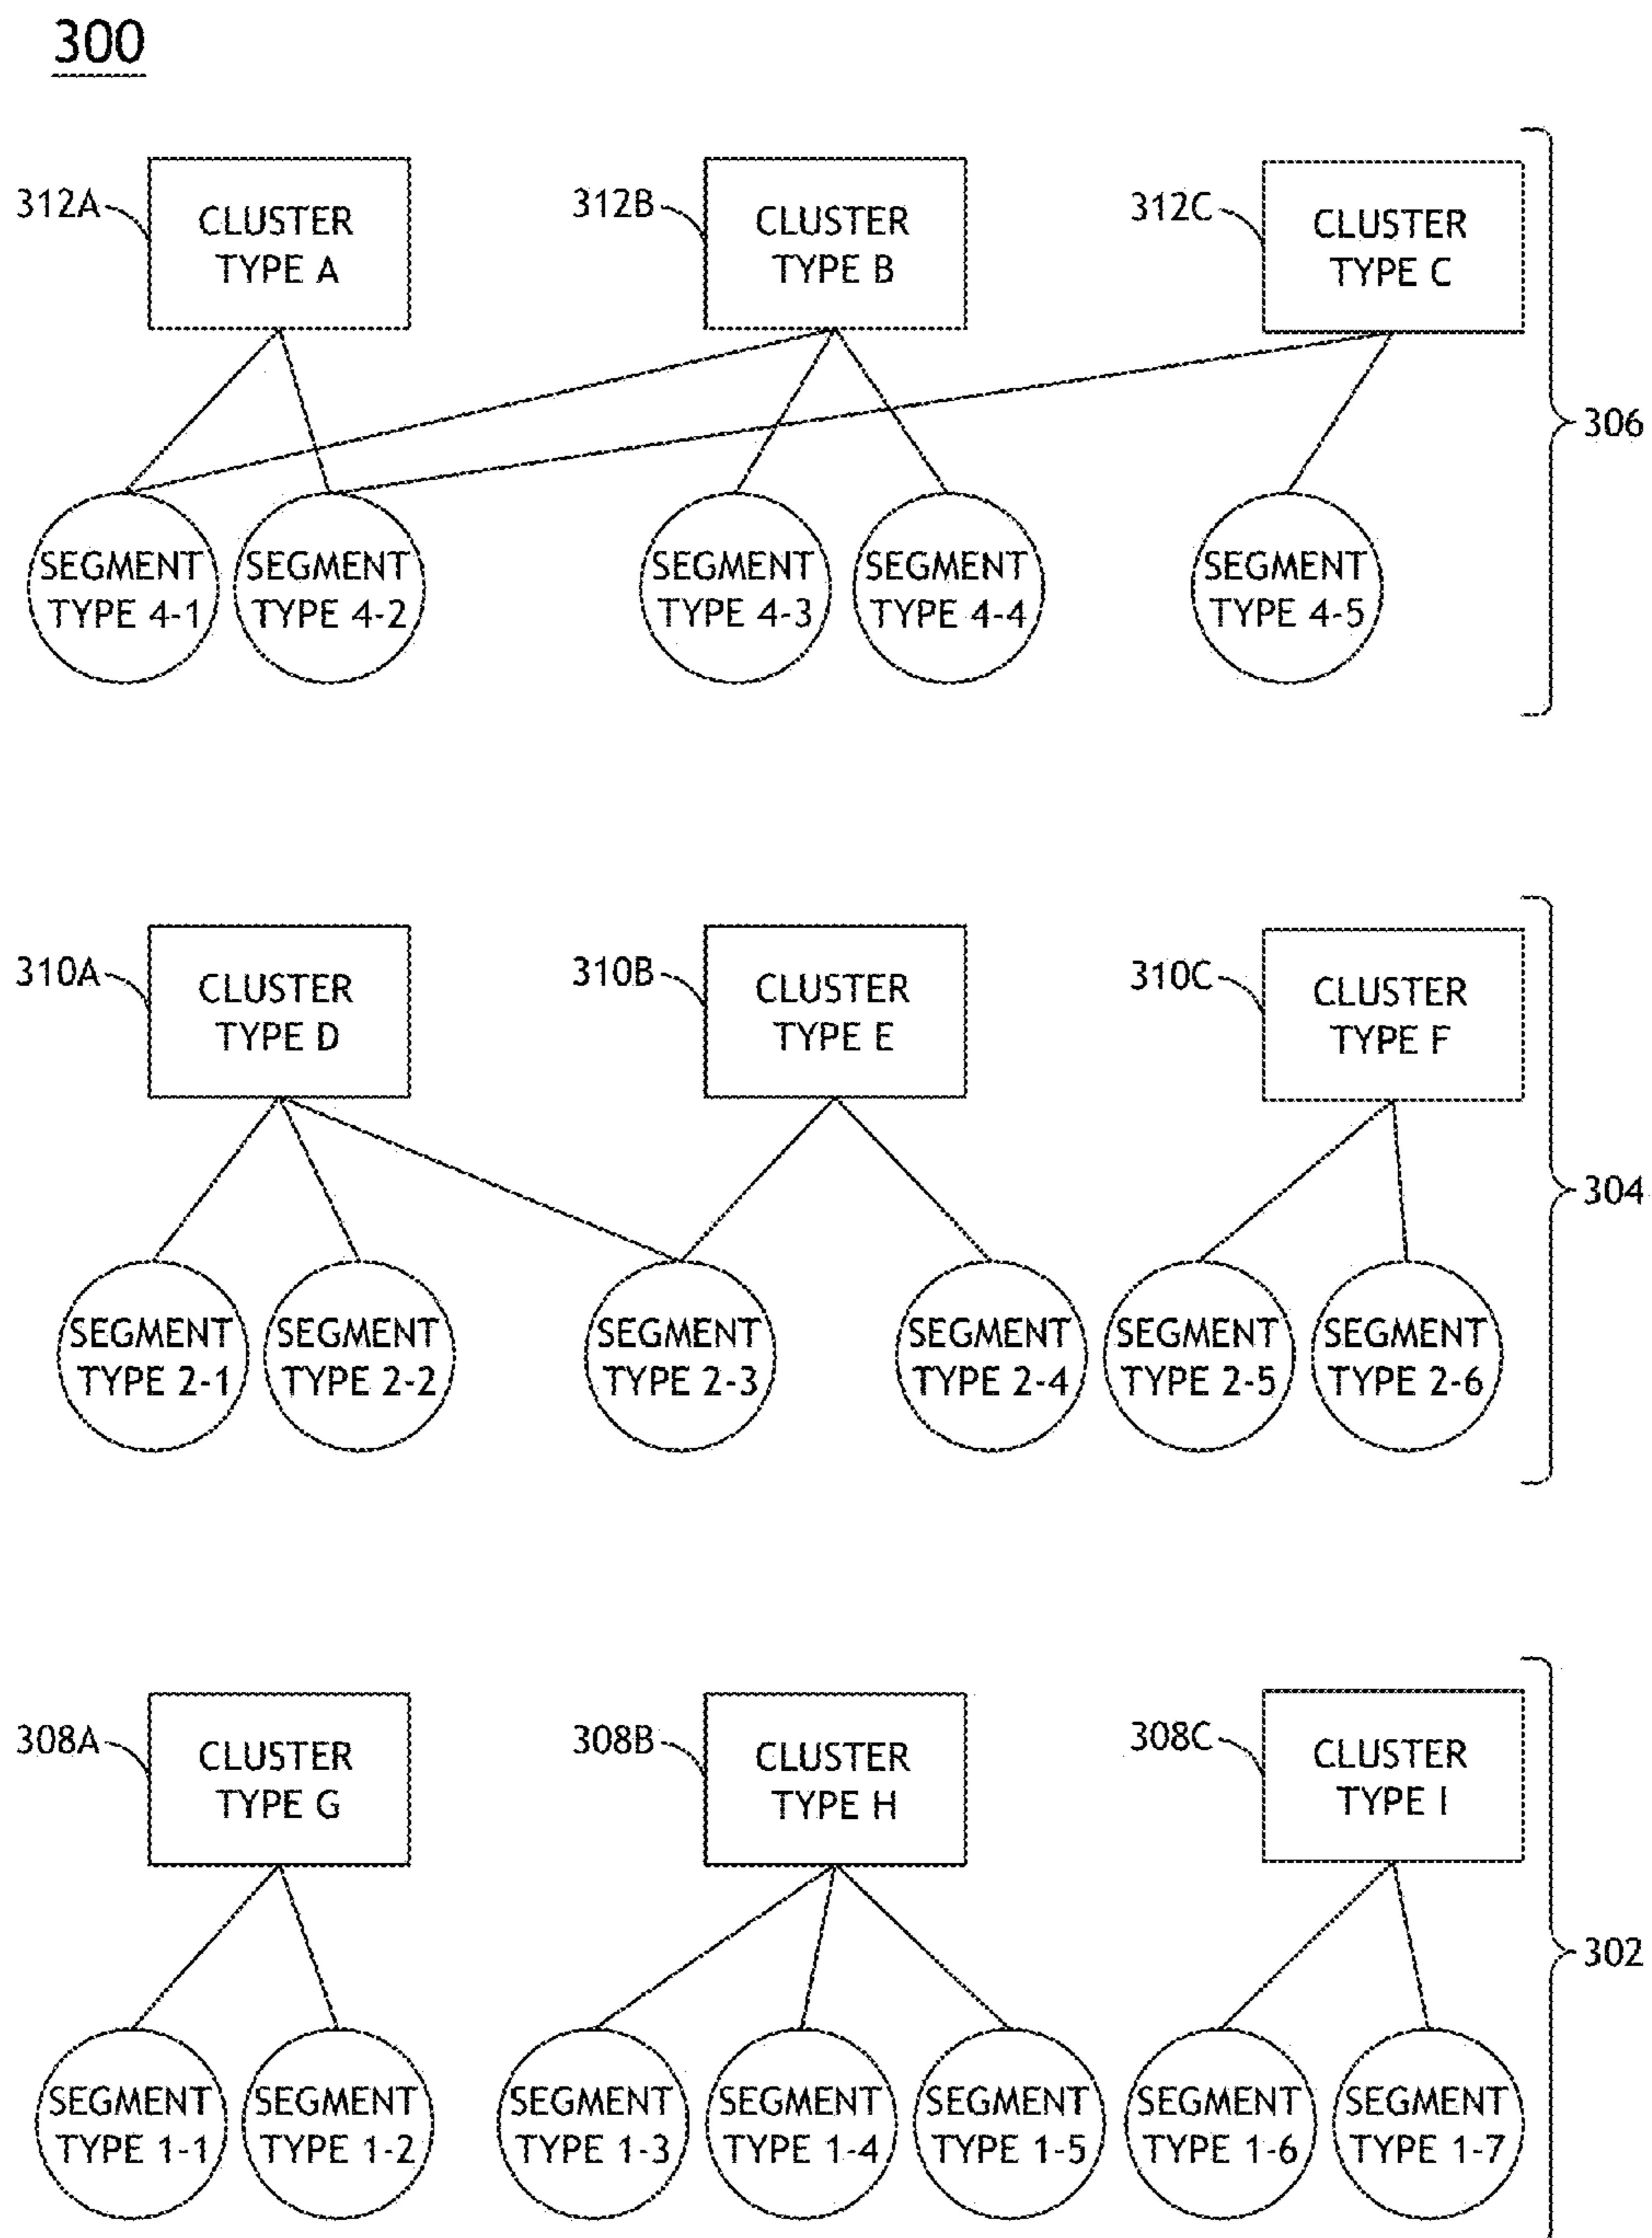 300
312A
CLUSTER
TYPE A
312B
CLUSTER
TYPE B
312C
CLUSTER
TYPE C
306
SEGMENT
TYPE 4-1
SEGMENT
TYPE 4-2
SEGMENT
TYPE 4-3
SEGMENT
TYPE 4-4
SEGMENT
TYPE 4-5
310A
CLUSTER
TYPE D
310B
CLUSTER
TYPE E
310C
CLUSTER
TYPE F
304
SEGMENT
TYPE 2-1
SEGMENT
TYPE 2-2
SEGMENT
TYPE 2-3
SEGMENT
TYPE 2-4
SEGMENT
TYPE 2-5
SEGMENT
TYPE 2-6
308A
CLUSTER
TYPE G
308B
CLUSTER
TYPE H
308C
CLUSTER
TYPE I
302
SEGMENT
TYPE 1-1
SEGMENT
TYPE 1-2
SEGMENT
TYPE 1-3
SEGMENT
TYPE 1-4
SEGMENT
TYPE 1-5
SEGMENT
TYPE 1-6
SEGMENT
TYPE 1-7